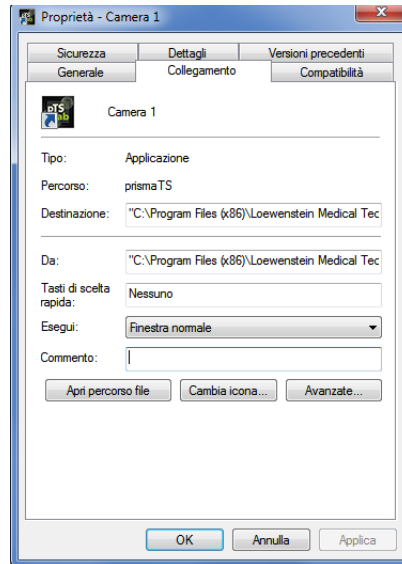 Proprietà - Camera 1
Sicurezza Dettagli Versioni precedenti
Generale Collegamento Compatibilità
pTS
lab
Camera 1
Tipo: Applicazione
Percorso: prismaTS
Destinazione: "C:\Program Files (x86)\Loewenstein Medical Tec
Da: "C:\Program Files (x86)\Loewenstein Medical Tec
Tasti di scelta
rapida: Nessuno
Esegui: Finestra normale
Commento:
Apri percorso file Cambia icona... Avanzate...
OK Annulla Applica